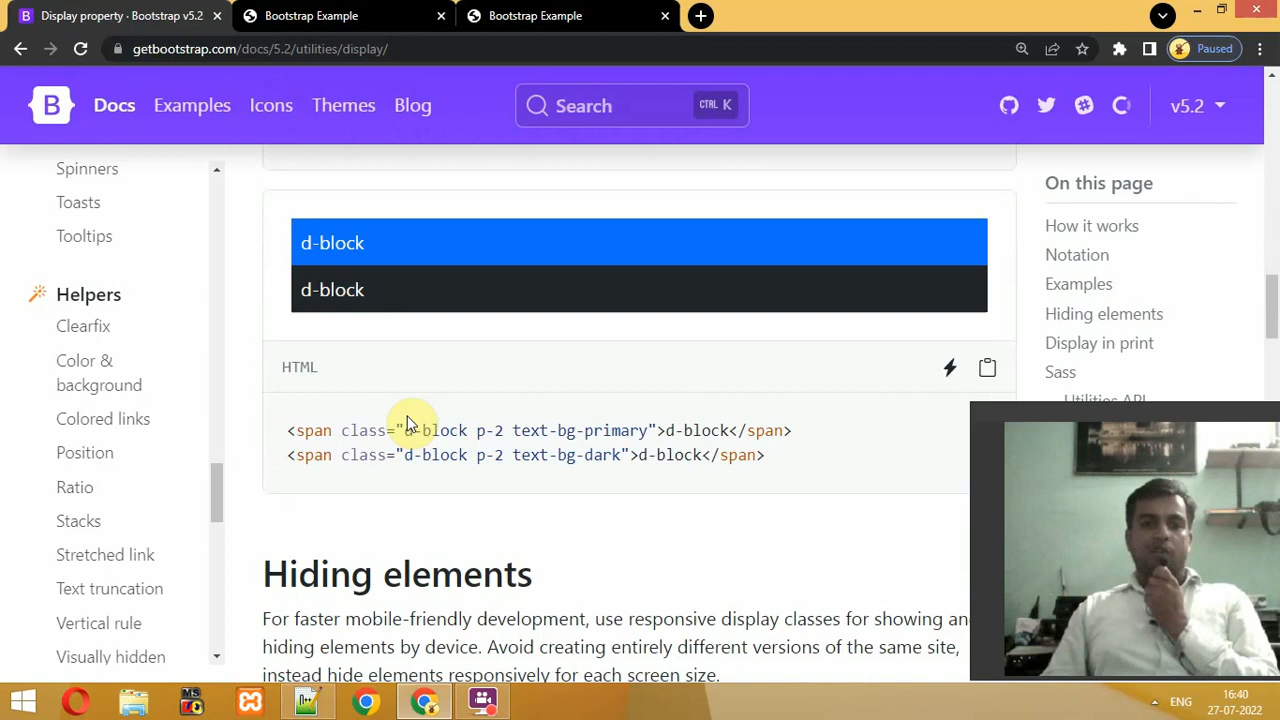 Display property · Bootstrap v5.2
Bootstrap Example
Bootstrap Example
getbootstrap.com/docs/5.2/utilities/display/
Paused
B
Docs
Examples
Icons
Themes
Blog
Search
CTRL K
v5.2
Spinners
Toasts
Tooltips
Helpers
Clearfix
Color &
background
Colored links
Position
Ratio
Stacks
Stretched link
Text truncation
Vertical rule
Visually hidden
d-block
d-block
HTML
<span class="d-block p-2 text-bg-primary">d-block</span>
<span class="d-block p-2 text-bg-dark">d-block</span>
Hiding elements
For faster mobile-friendly development, use responsive display classes for showing and
hiding elements by device. Avoid creating entirely different versions of the same site,
instead hide elements responsively for each screen size.
On this page
How it works
Notation
Examples
Hiding elements
Display in print
Sass
Utilities API
MS
ENG
16:40
27-07-2022